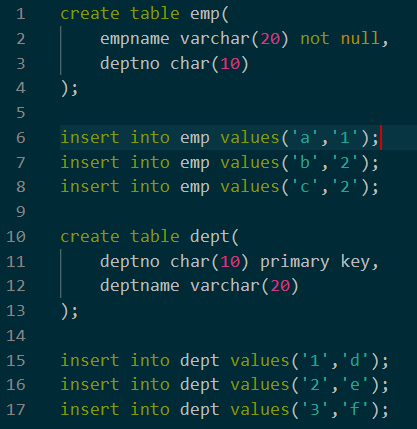 1 create table emp(
2     empname varchar(20) not null,
3     deptno char(10)
4 );
5
6 insert into emp values('a','1');
7 insert into emp values('b','2');
8 insert into emp values('c','2');
9
10 create table dept(
11     deptno char(10) primary key,
12     deptname varchar(20)
13 );
14
15 insert into dept values('1','d');
16 insert into dept values('2','e');
17 insert into dept values('3','f');